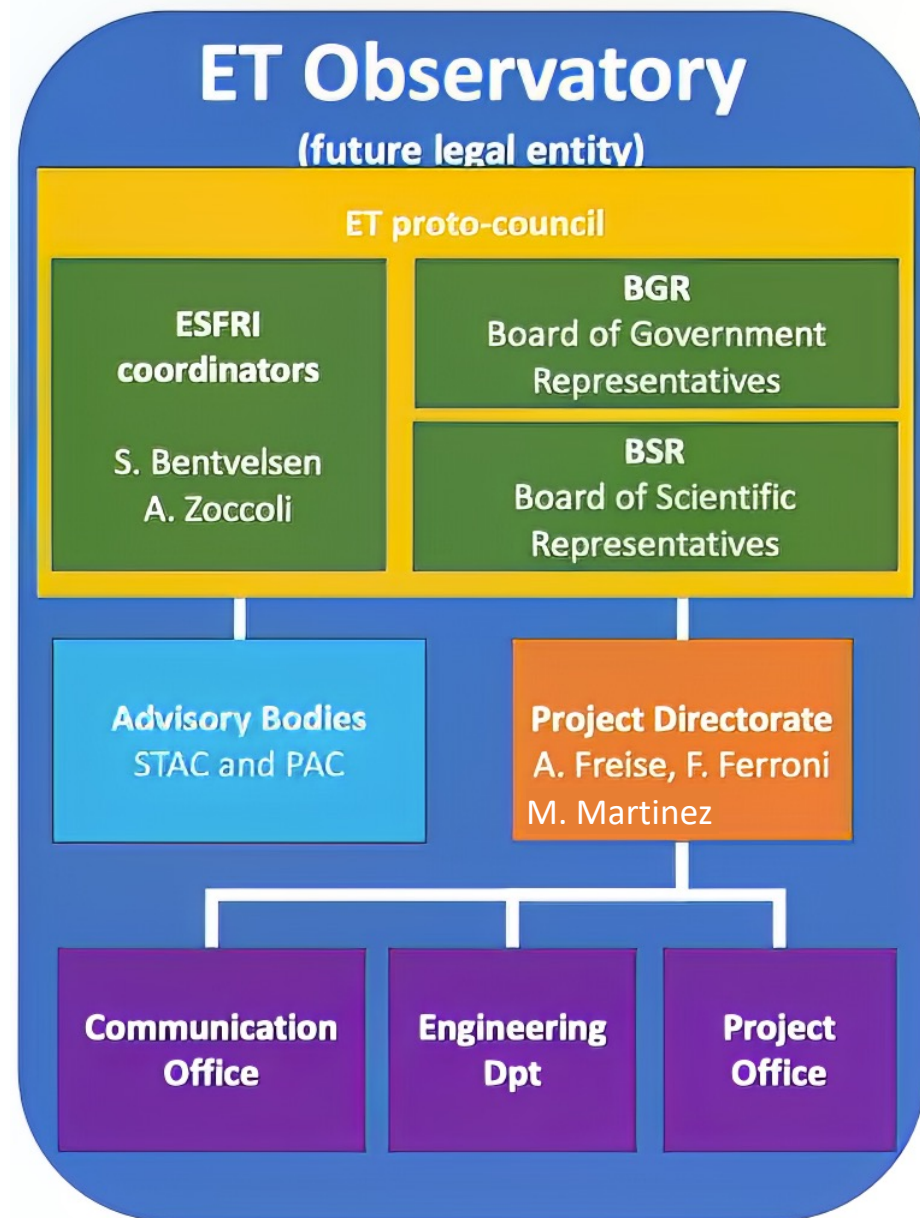 ET Observatory
(future legal entity)
ET proto-council
ESFRI
coordinators
S. Bentvelsen
A. Zoccoli
BGR
Board of Government
Representatives
BSR
Board of Scientific
Representatives
Advisory Bodies
STAC and PAC
Project Directorate
A. Freise, F. Ferroni
M. Martinez
Communication
Office
Engineering
Dpt
Project
Office